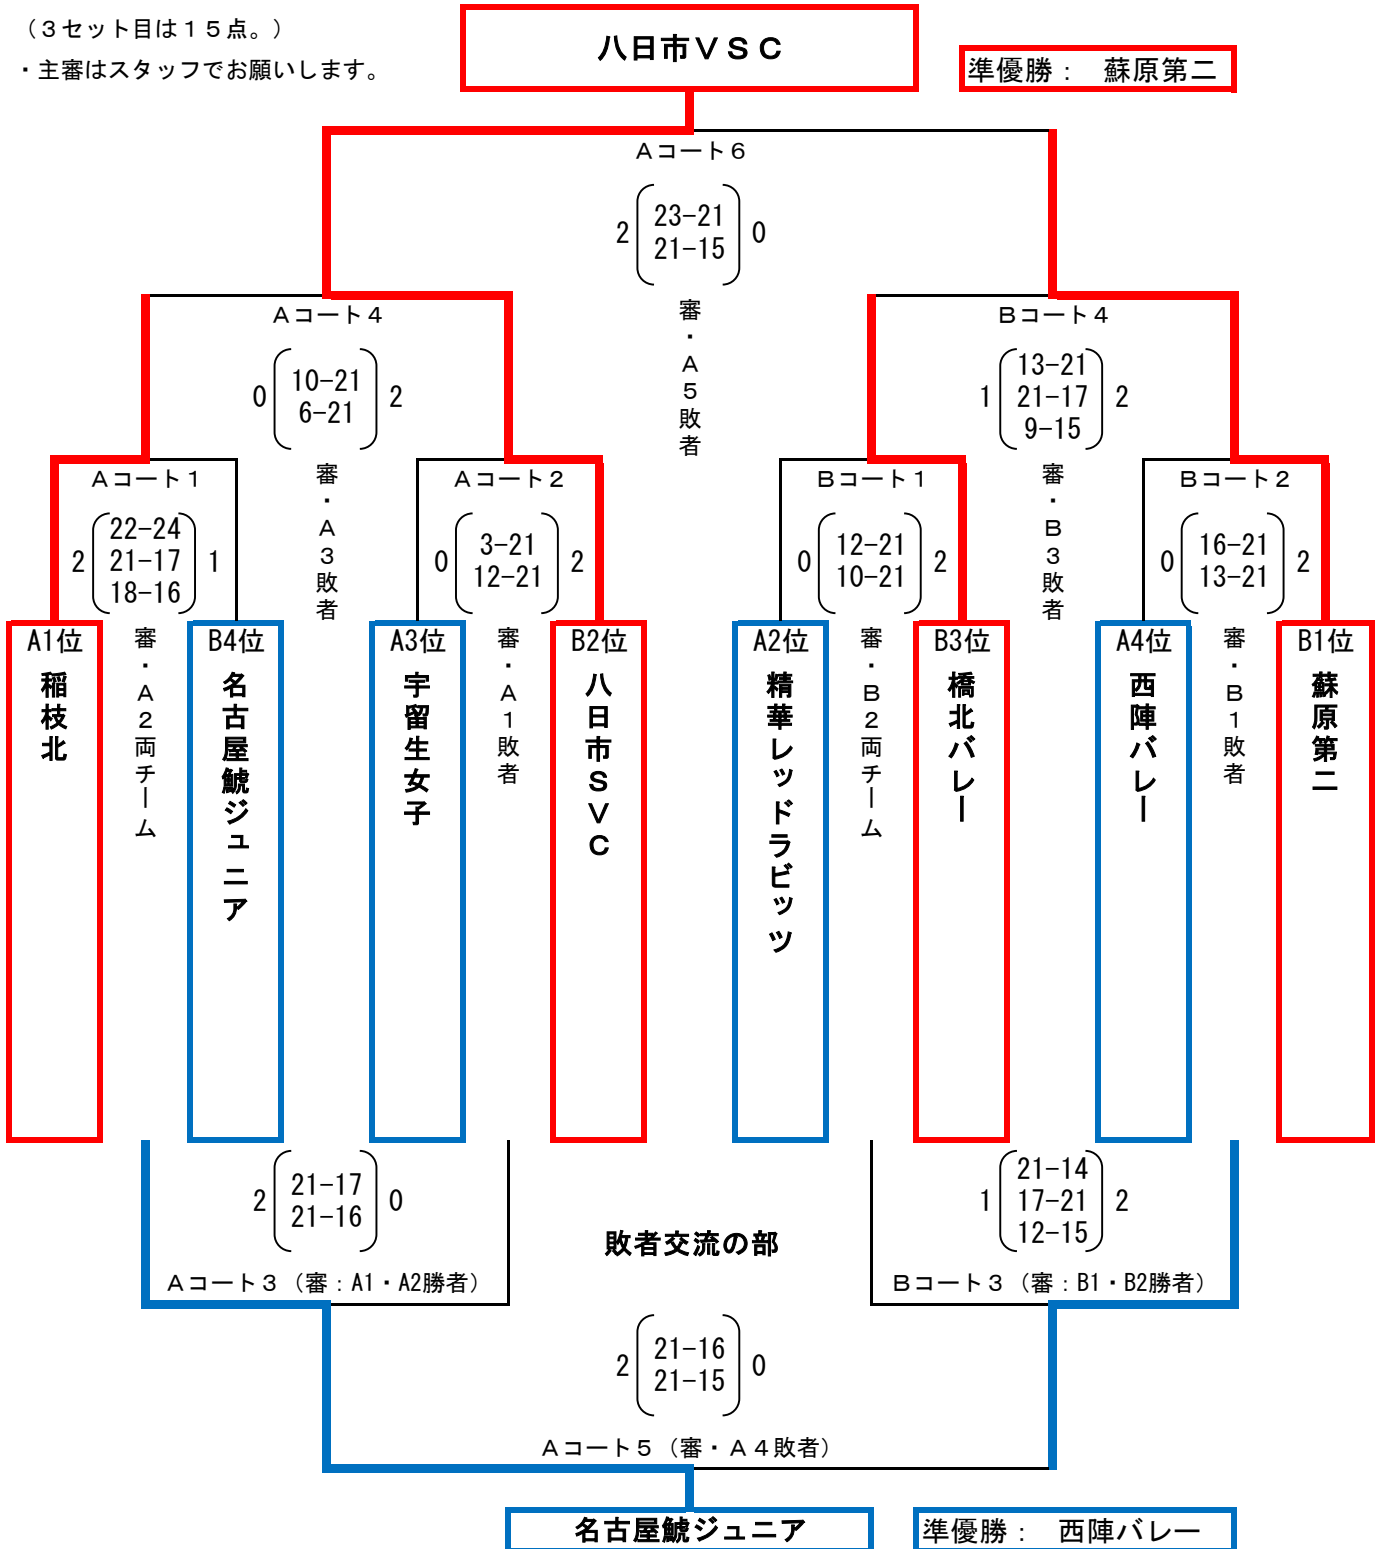 （３セット目は１５点。）
・主審はスタッフでお願いします。
八日市ＶＳＣ
準優勝： 蘇原第二
Ａコート６
2 23-21 0
21-15
審・Ａ５敗者
Ａコート４
0 10-21 2
6-21
審・Ａ３敗者
Ｂコート４
13-21
1 21-17 2
9-15
審・Ｂ３敗者
Ａコート１
22-24
2 21-17 1
18-16
審・Ａ２両チーム
Ａコート２
0 3-21 2
12-21
審・Ａ１敗者
Ｂコート１
0 12-21 2
10-21
審・Ｂ２両チーム
Ｂコート２
0 16-21 2
13-21
審・Ｂ１敗者
A1位
稲枝北
B4位
名古屋鯱ジュニア
A3位
宇留生女子
B2位
八日市ＳＶＣ
A2位
精華レッドラビッツ
B3位
橋北バレー
A4位
西陣バレー
B1位
蘇原第二
2 21-17 0
21-16
Ａコート３（審：A1・A2勝者）
敗者交流の部
21-14
1 17-21 2
12-15
Ｂコート３（審：B1・B2勝者）
2 21-16 0
21-15
Ａコート５（審・Ａ４敗者）
名古屋鯱ジュニア
準優勝： 西陣バレー